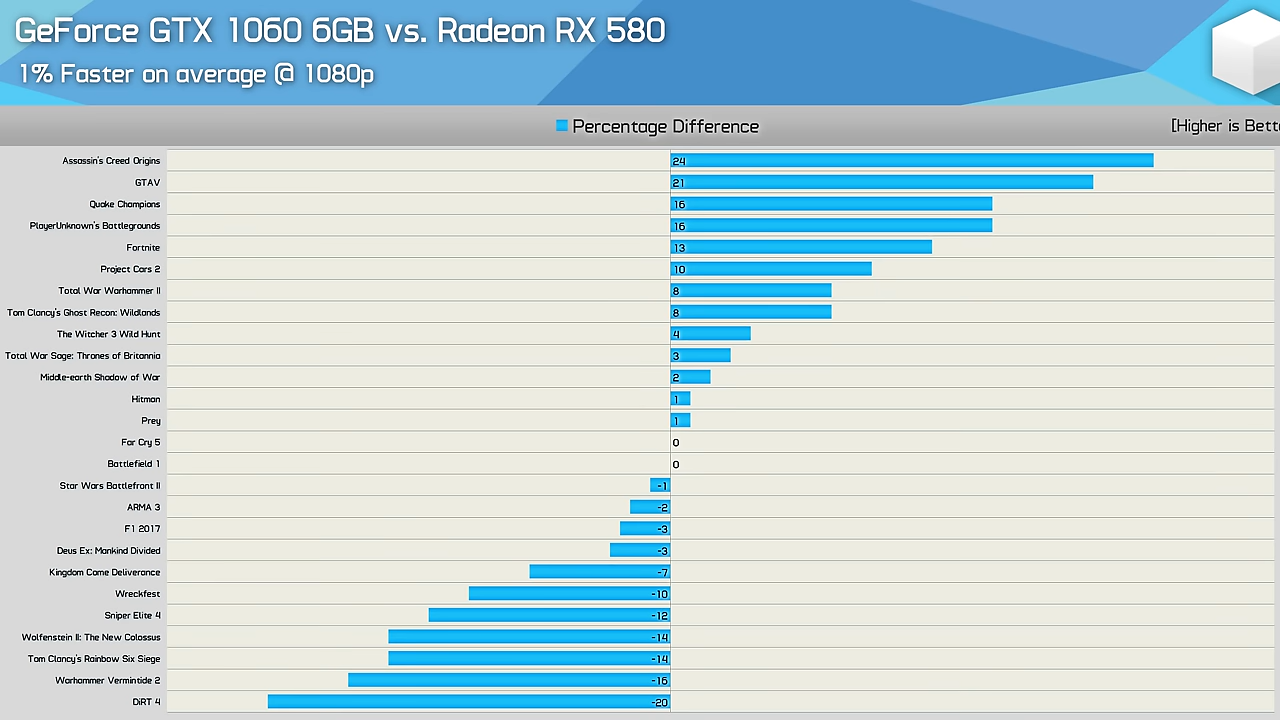 GeForce GTX 1060 6GB vs. Radeon RX 580
1% Faster on average @ 1080p
Percentage Difference
[Higher is Bett
Assassin's Creed Origins 24
GTAV 21
Quake Champions 16
PlayerUnknown's Battlegrounds 16
Fortnite 13
Project Cars 2 10
Total War Warhammer II 8
Tom Clancy's Ghost Recon: Wildlands 8
The Witcher 3 Wild Hunt 4
Total War Saga: Thrones of Britannia 3
Middle-earth Shadow of War 2
Hitman 1
Prey 1
Far Cry 5 0
Battlefield 1 0
Star Wars Battlefront II -1
ARMA 3 -2
F1 2017 -3
Deus Ex: Mankind Divided -3
Kingdom Come Deliverance -7
Wreckfest -10
Sniper Elite 4 -12
Wolfenstein II: The New Colossus -14
Tom Clancy's Rainbow Six Siege -14
Warhammer Vermintide 2 -16
DiRT 4 -20